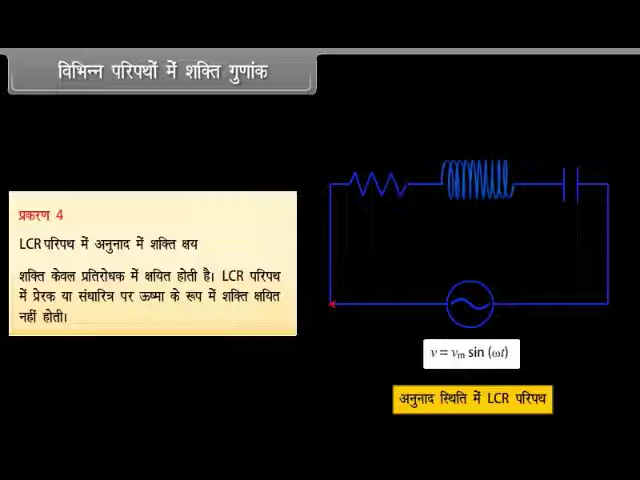 विभिन्न परिपथों में शक्ति गुणांक
प्रकरण 4
LCR परिपथ में अनुनाद में शक्ति क्षय
शक्ति केवल प्रतिरोधक में क्षयित होती है। LCR परिपथ
में प्रेरक या संधारित्र पर ऊष्मा के रूप में शक्ति क्षयित
नहीं होती।
v = vm sin (ωt)
अनुनाद स्थिति में LCR परिपथ